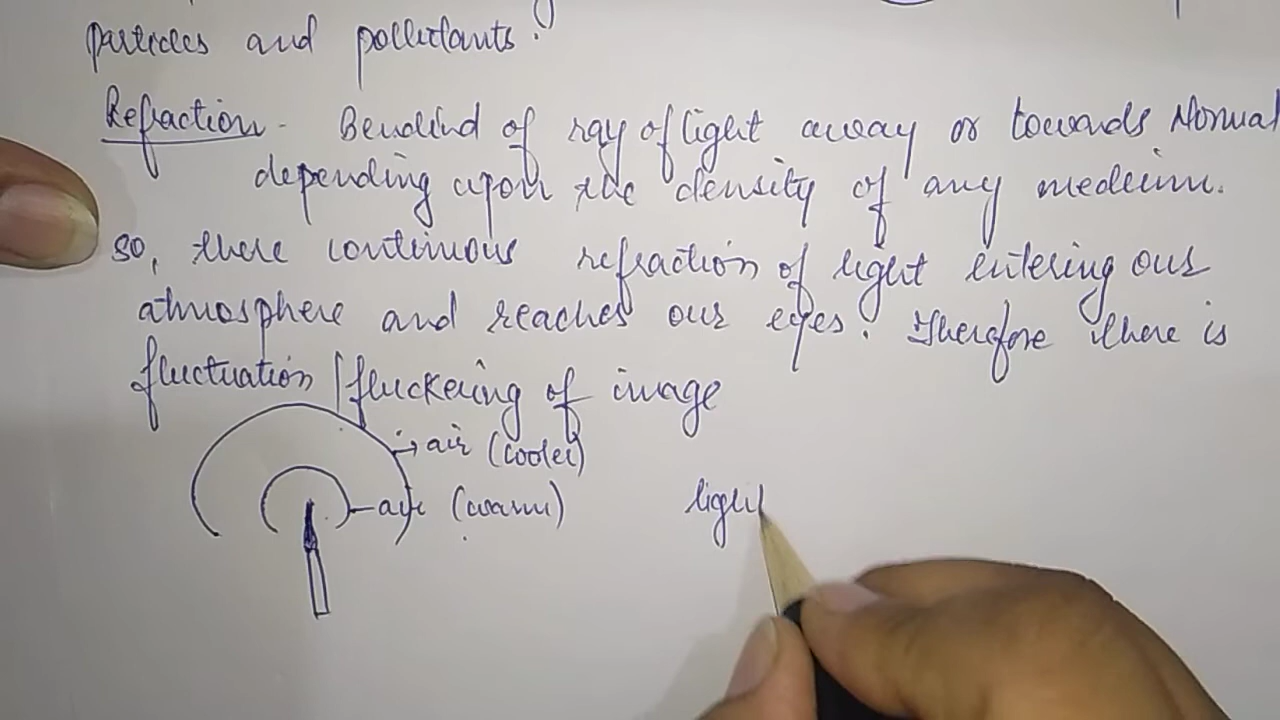 particles and pollutants.
Refraction - Bendind of ray of light away or towards Normal
depending upon the density of any medium.
So, there continuous refraction of light entering our
atmosphere and reaches our eyes. Therefore there is
fluctuation / fluckering of image
→ air (cooler)
air (warm)
light